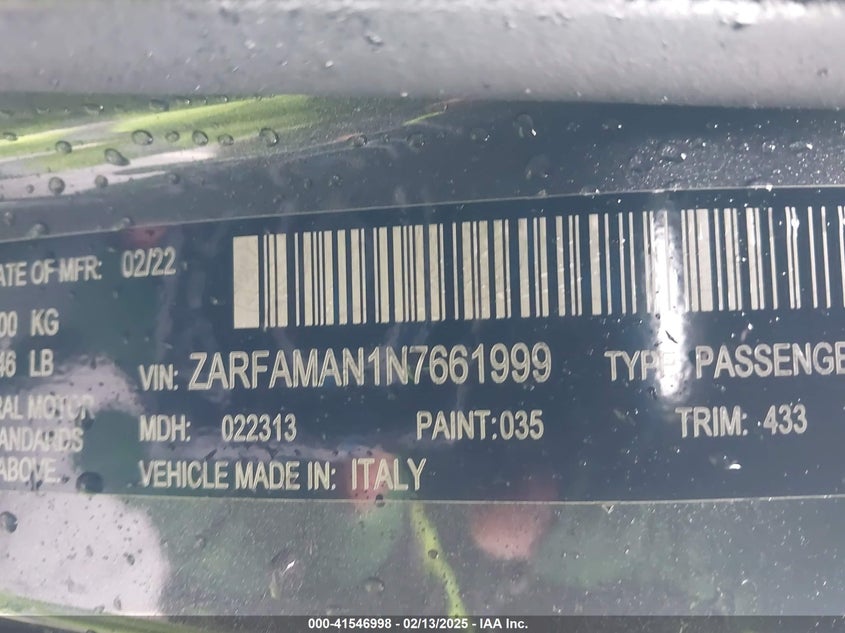 ATE OF MFR: 02/22
00 KG
46 LB
VIN: ZARFAMAN1N7661999 TYPE: PASSENGE
RAL MOTOR
MDH: 022313 PAINT:035 TRIM: 433
TANDARDS
ABOVE. VEHICLE MADE IN: ITALY
000-41546998 - 02/13/2025 - IAA Inc.